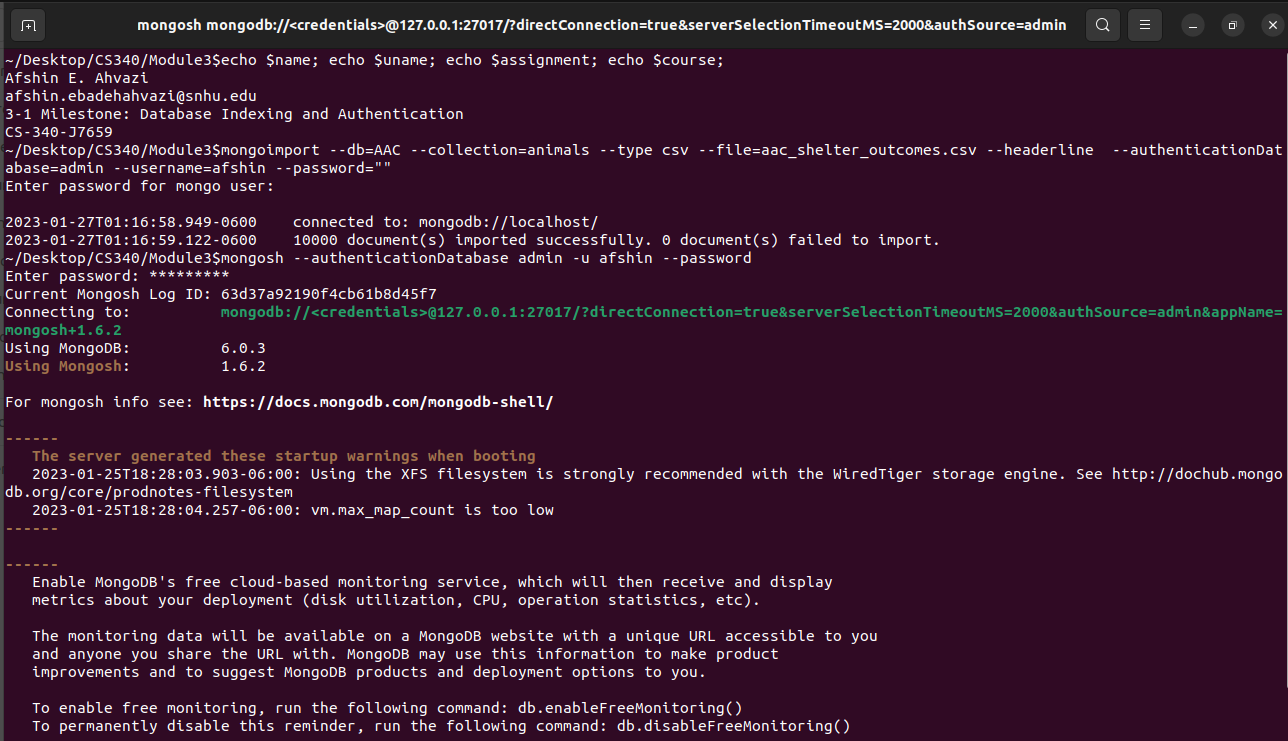 mongosh mongodb://<credentials>@127.0.0.1:27017/?directConnection=true&serverSelectionTimeoutMS=2000&authSource=admin
~/Desktop/CS340/Module3$echo $name; echo $uname; echo $assignment; echo $course;
Afshin E. Ahvazi
afshin.ebadehahvazi@snhu.edu
3-1 Milestone: Database Indexing and Authentication
CS-340-J7659
~/Desktop/CS340/Module3$mongoimport --db=AAC --collection=animals --type csv --file=aac_shelter_outcomes.csv --headerline  --authenticationDat
abase=admin --username=afshin --password=""
Enter password for mongo user:
2023-01-27T01:16:58.949-0600    connected to: mongodb://localhost/
2023-01-27T01:16:59.122-0600    10000 document(s) imported successfully. 0 document(s) failed to import.
~/Desktop/CS340/Module3$mongosh --authenticationDatabase admin -u afshin --password
Enter password: *********
Current Mongosh Log ID: 63d37a92190f4cb61b8d45f7
Connecting to:          mongodb://<credentials>@127.0.0.1:27017/?directConnection=true&serverSelectionTimeoutMS=2000&authSource=admin&appName=
mongosh+1.6.2
Using MongoDB:          6.0.3
Using Mongosh:          1.6.2
For mongosh info see: https://docs.mongodb.com/mongodb-shell/
------
   The server generated these startup warnings when booting
   2023-01-25T18:28:03.903-06:00: Using the XFS filesystem is strongly recommended with the WiredTiger storage engine. See http://dochub.mongo
db.org/core/prodnotes-filesystem
   2023-01-25T18:28:04.257-06:00: vm.max_map_count is too low
------
------
   Enable MongoDB's free cloud-based monitoring service, which will then receive and display
   metrics about your deployment (disk utilization, CPU, operation statistics, etc).
   The monitoring data will be available on a MongoDB website with a unique URL accessible to you
   and anyone you share the URL with. MongoDB may use this information to make product
   improvements and to suggest MongoDB products and deployment options to you.
   To enable free monitoring, run the following command: db.enableFreeMonitoring()
   To permanently disable this reminder, run the following command: db.disableFreeMonitoring()